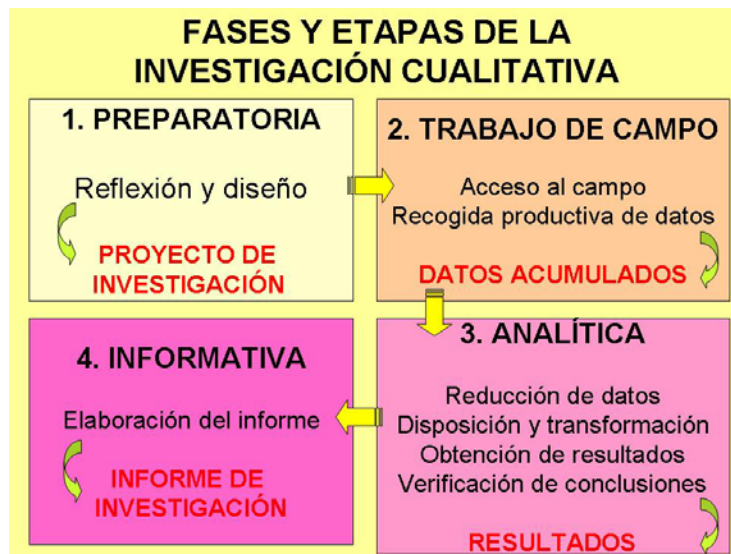 FASES Y ETAPAS DE LA
INVESTIGACIÓN CUALITATIVA
1. PREPARATORIA
Reflexión y diseño
PROYECTO DE
INVESTIGACIÓN
2. TRABAJO DE CAMPO
Acceso al campo
Recogida productiva de datos
DATOS ACUMULADOS
3. ANALÍTICA
Reducción de datos
Disposición y transformación
Obtención de resultados
Verificación de conclusiones
RESULTADOS
4. INFORMATIVA
Elaboración del informe
INFORME DE
INVESTIGACIÓN